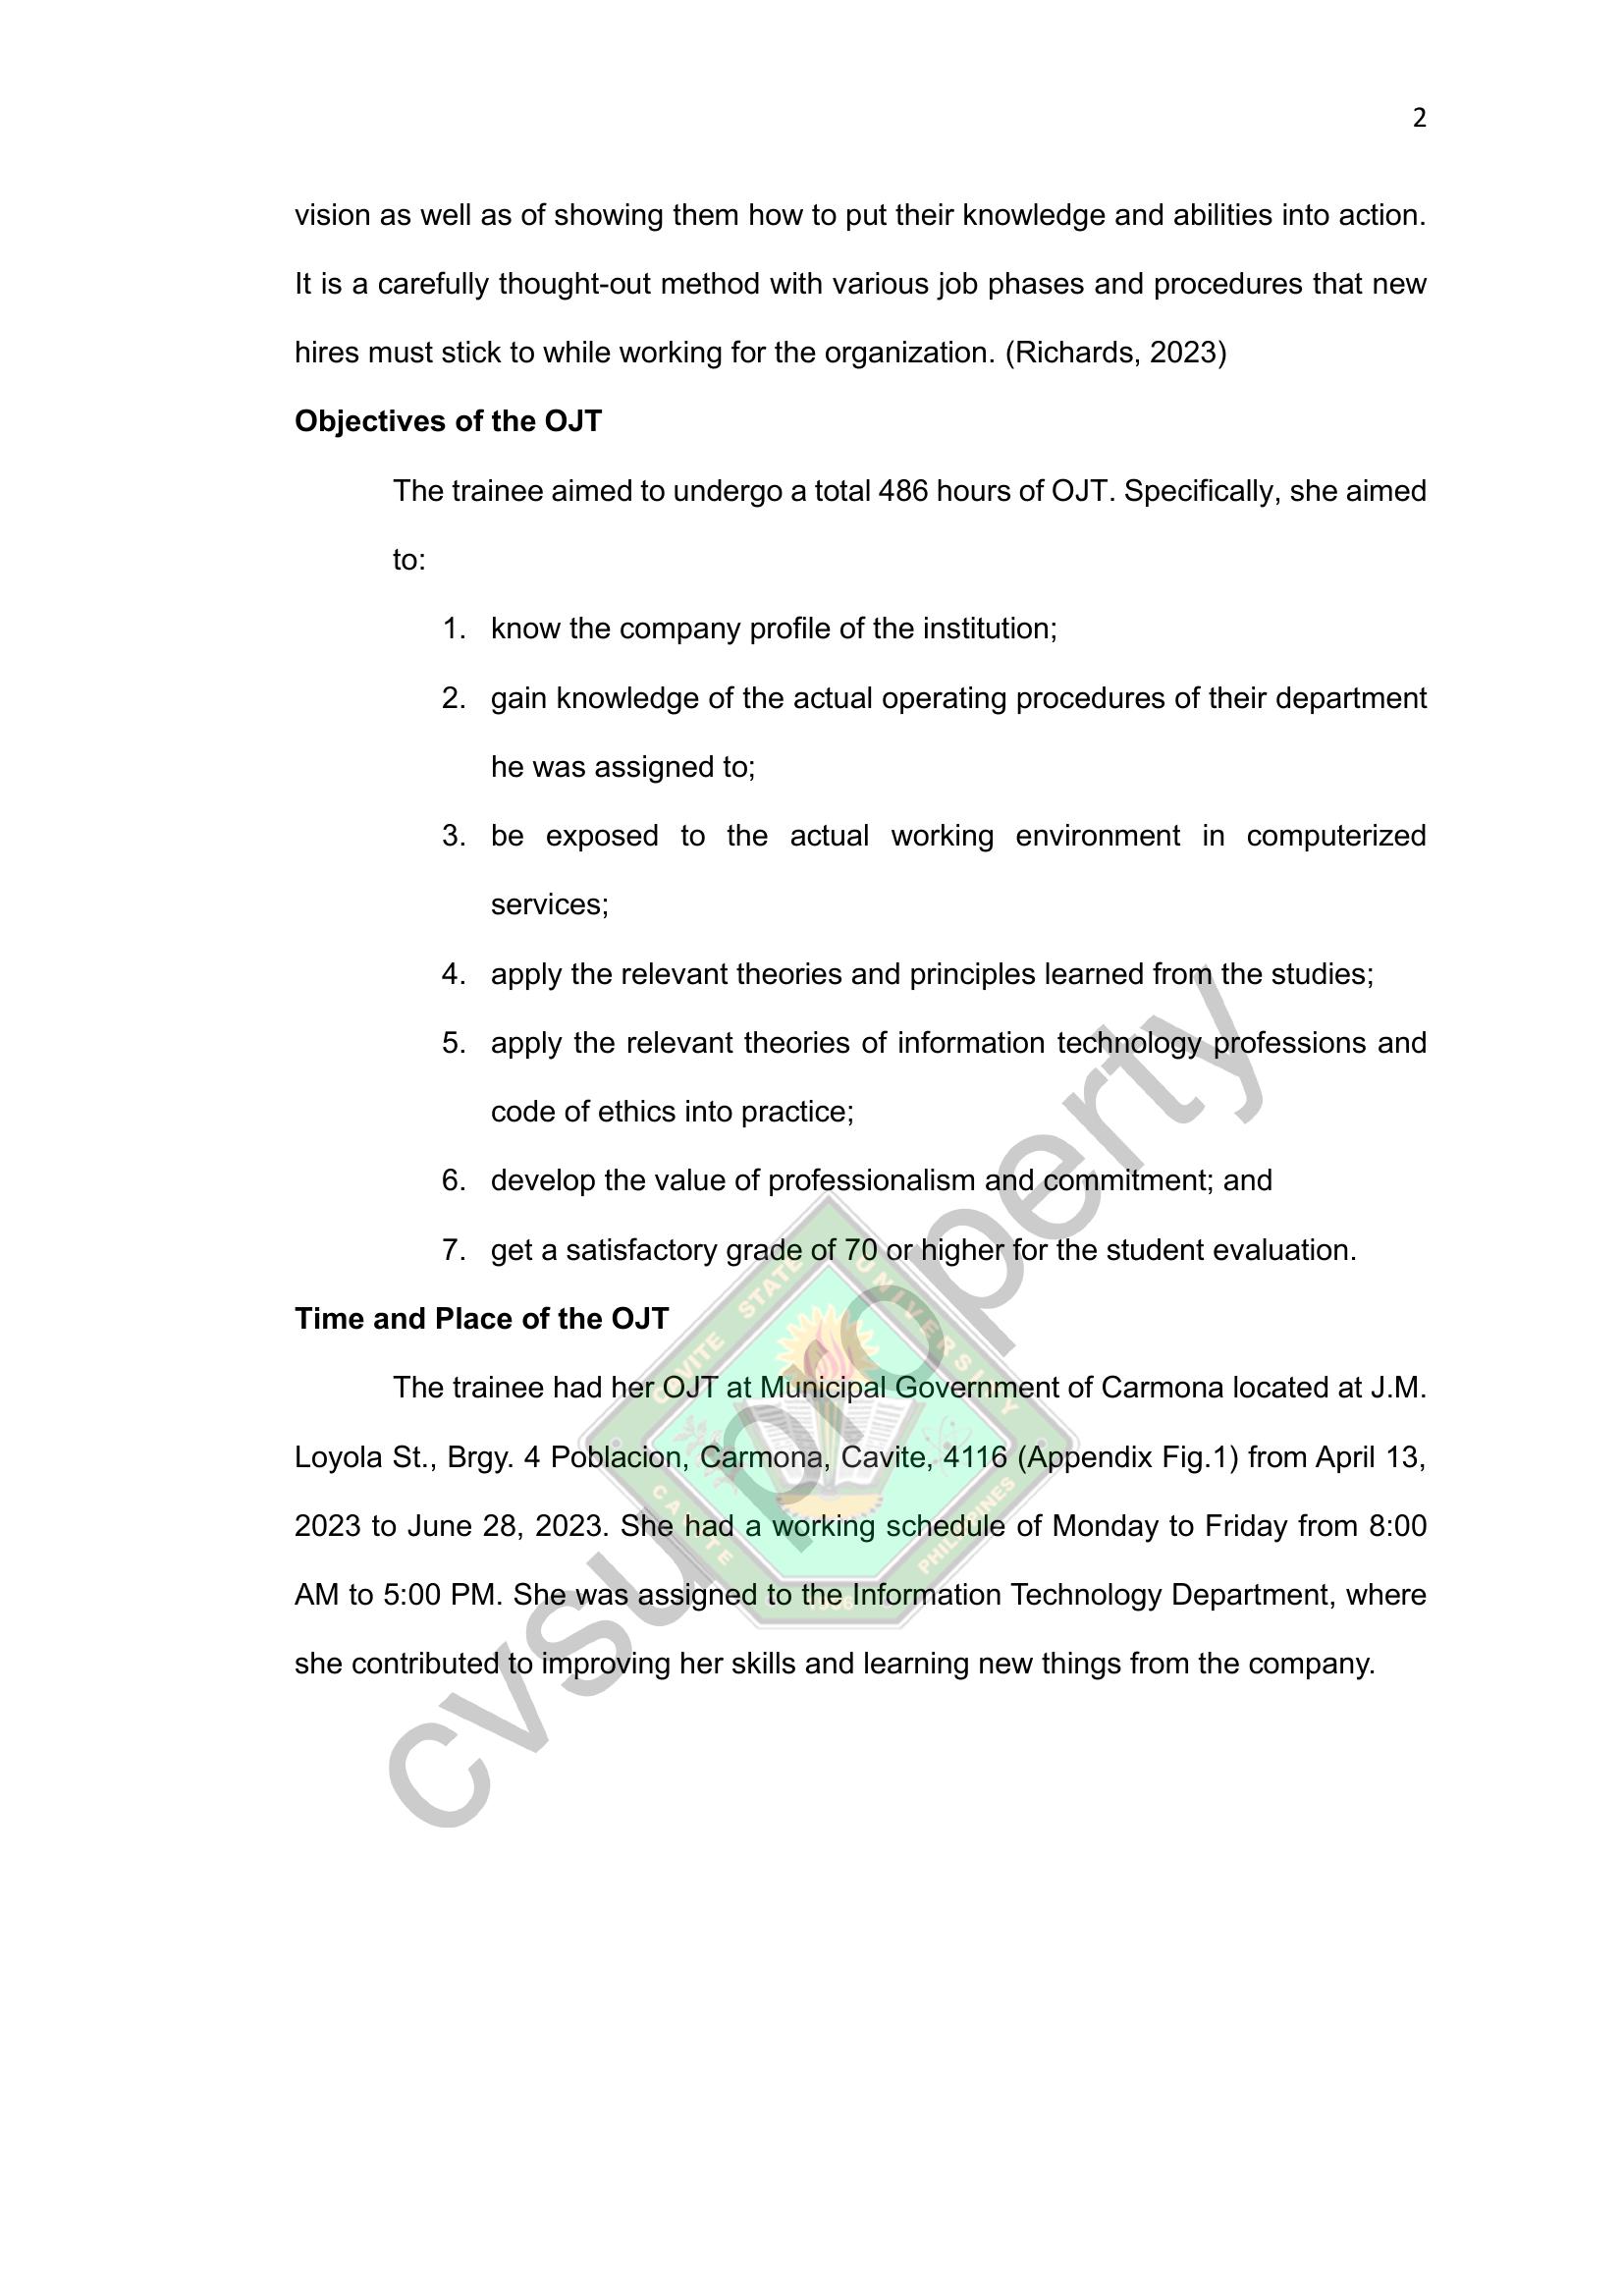 2
vision as well as of showing them how to put their knowledge and abilities into action.
It is a carefully thought-out method with various job phases and procedures that new
hires must stick to while working for the organization. (Richards, 2023)
Objectives of the OJT
The trainee aimed to undergo a total 486 hours of OJT. Specifically, she aimed
to:
1. know the company profile of the institution;
2. gain knowledge of the actual operating procedures of their department
he was assigned to;
3. be exposed to the actual working environment in computerized
services;
4. apply the relevant theories and principles learned from the studies;
5. apply the relevant theories of information technology professions and
code of ethics into practice;
6. develop the value of professionalism and commitment; and
7. get a satisfactory grade of 70 or higher for the student evaluation.
Time and Place of the OJT
The trainee had her OJT at Municipal Government of Carmona located at J.M.
Loyola St., Brgy. 4 Poblacion, Carmona, Cavite, 4116 (Appendix Fig.1) from April 13,
2023 to June 28, 2023. She had a working schedule of Monday to Friday from 8:00
AM to 5:00 PM. She was assigned to the Information Technology Department, where
she contributed to improving her skills and learning new things from the company.
cvsu property
CAVITE STATE UNIVERSITY
CAVITE
PHILIPPINES